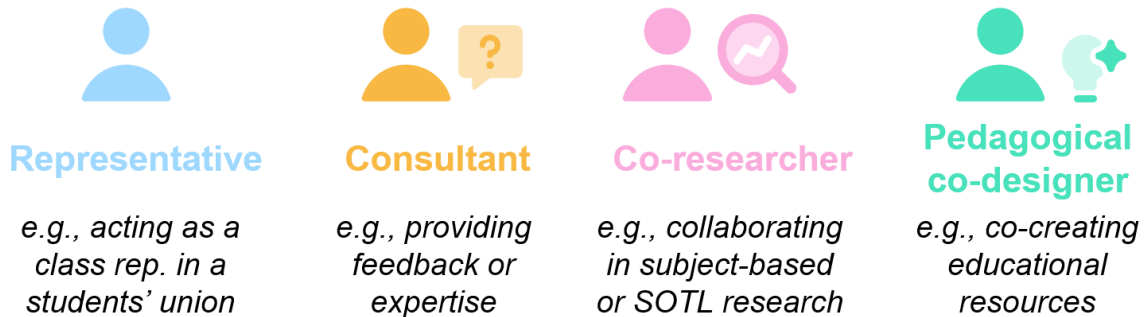 ?
Representative
e.g., acting as a
class rep. in a
students’ union
Consultant
e.g., providing
feedback or
expertise
Co-researcher
e.g., collaborating
in subject-based
or SOTL research
Pedagogical
co-designer
e.g., co-creating
educational
resources